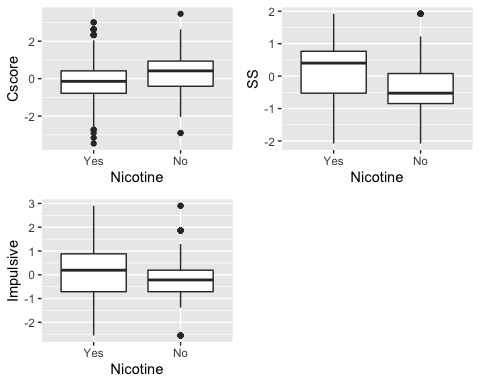 Cscore
2
0
-2
Yes No
Nicotine
SS
2
1
0
-1
-2
Yes No
Nicotine
Impulsive
3
2
1
0
-1
-2
Yes No
Nicotine